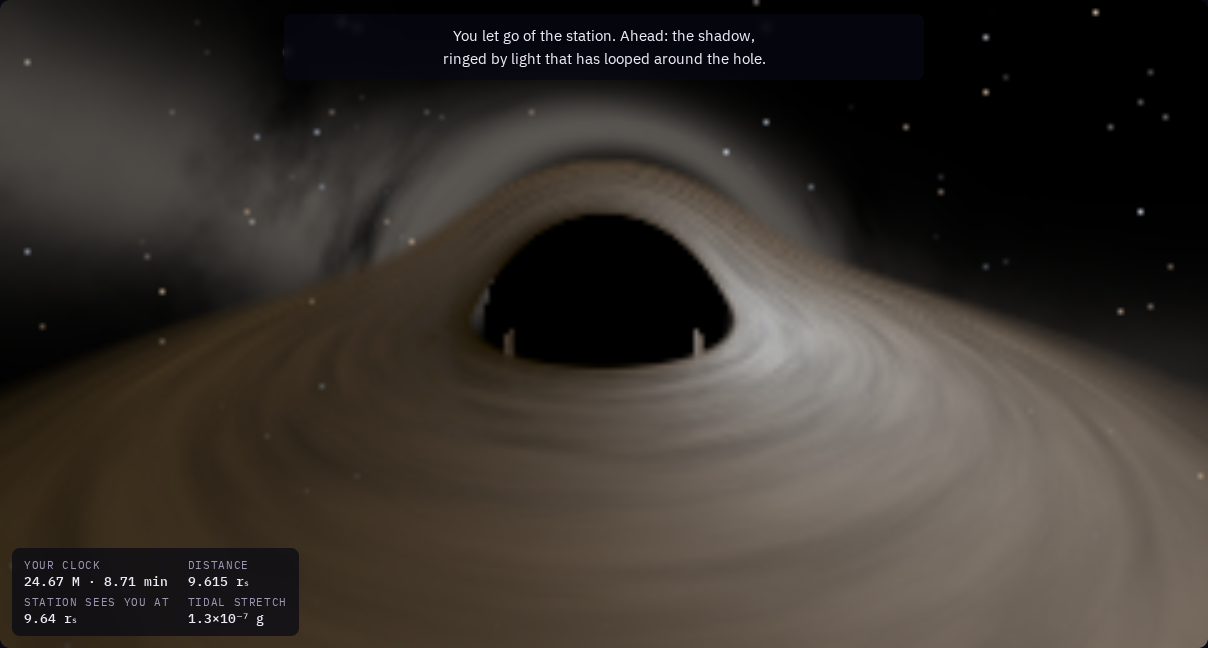 You let go of the station. Ahead: the shadow,
ringed by light that has looped around the hole.
YOUR CLOCK
24.67 M · 8.71 min
DISTANCE
9.615 rₛ
STATION SEES YOU AT
9.64 rₛ
TIDAL STRETCH
1.3×10⁻⁷ g